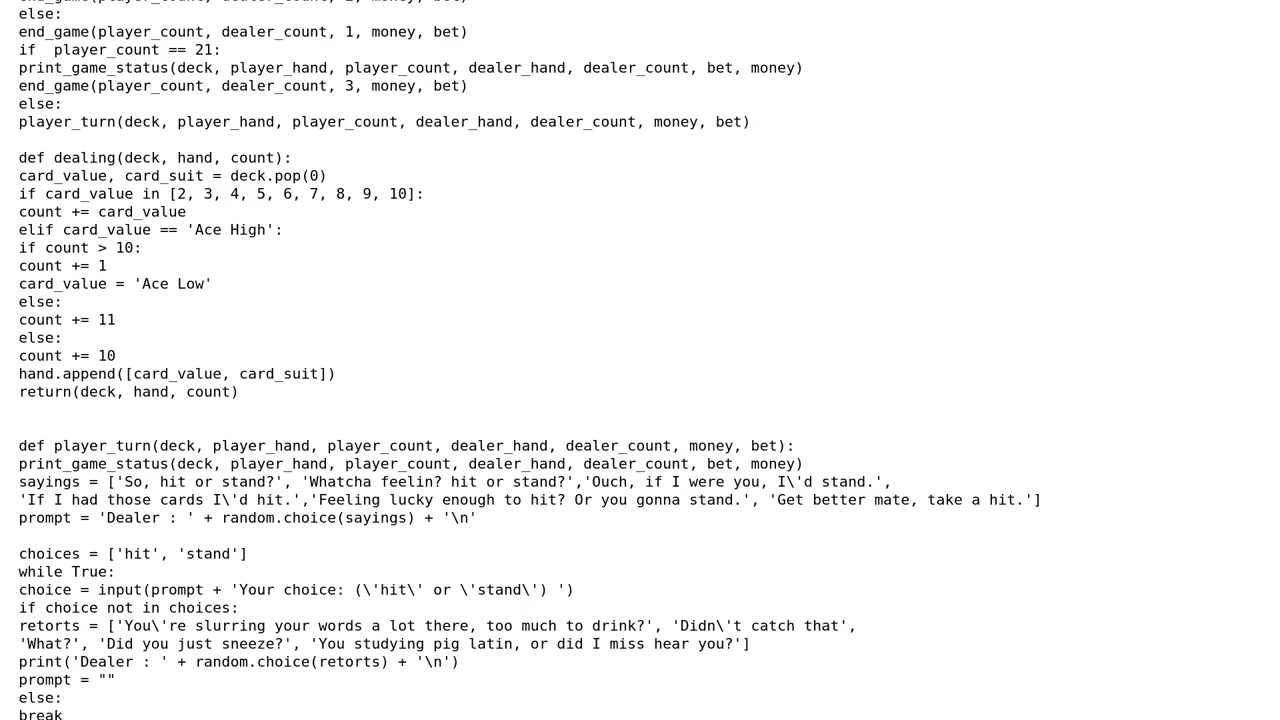 end_game(player_count, dealer_count, 2, money, bet)
else:
end_game(player_count, dealer_count, 1, money, bet)
if  player_count == 21:
print_game_status(deck, player_hand, player_count, dealer_hand, dealer_count, bet, money)
end_game(player_count, dealer_count, 3, money, bet)
else:
player_turn(deck, player_hand, player_count, dealer_hand, dealer_count, money, bet)
def dealing(deck, hand, count):
card_value, card_suit = deck.pop(0)
if card_value in [2, 3, 4, 5, 6, 7, 8, 9, 10]:
count += card_value
elif card_value == 'Ace High':
if count > 10:
count += 1
card_value = 'Ace Low'
else:
count += 11
else:
count += 10
hand.append([card_value, card_suit])
return(deck, hand, count)
def player_turn(deck, player_hand, player_count, dealer_hand, dealer_count, money, bet):
print_game_status(deck, player_hand, player_count, dealer_hand, dealer_count, bet, money)
sayings = ['So, hit or stand?', 'Whatcha feelin? hit or stand?','Ouch, if I were you, I\'d stand.',
'If I had those cards I\'d hit.','Feeling lucky enough to hit? Or you gonna stand.', 'Get better mate, take a hit.']
prompt = 'Dealer : ' + random.choice(sayings) + '\n'
choices = ['hit', 'stand']
while True:
choice = input(prompt + 'Your choice: (\'hit\' or \'stand\') ')
if choice not in choices:
retorts = ['You\'re slurring your words a lot there, too much to drink?', 'Didn\'t catch that',
'What?', 'Did you just sneeze?', 'You studying pig latin, or did I miss hear you?']
print('Dealer : ' + random.choice(retorts) + '\n')
prompt = ""
else:
break